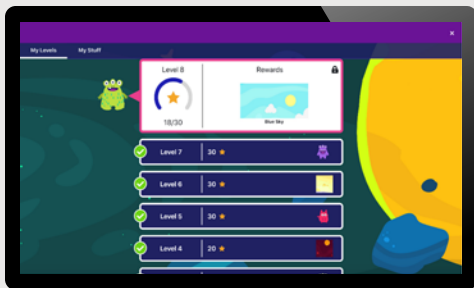 ×
My Levels My Stuff
Level 8 Rewards
18/30 Blue Sky
Level 7 30
Level 6 30
Level 5 30
Level 4 20